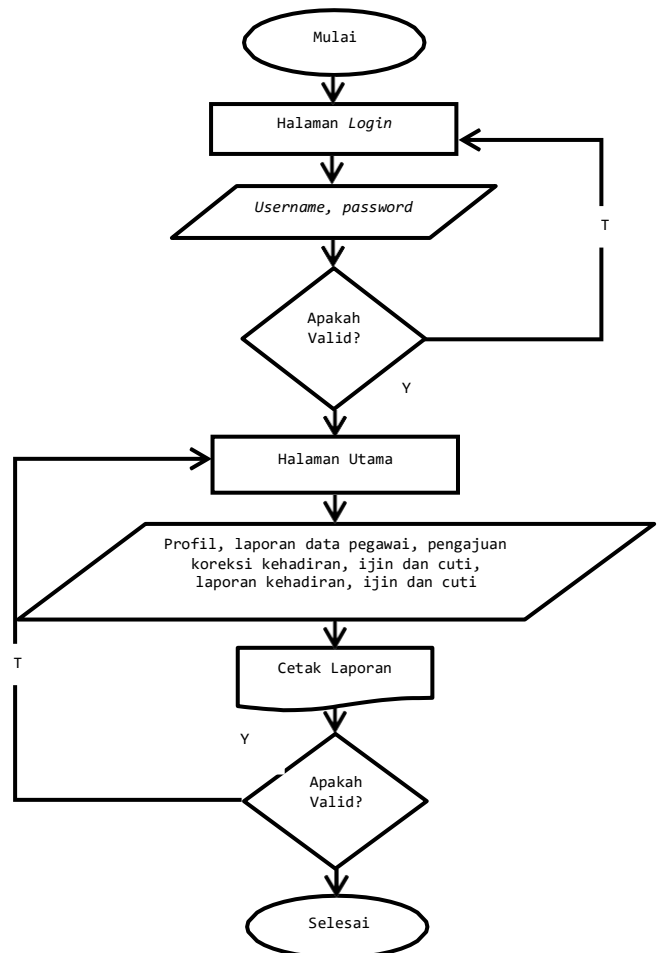 Mulai
Halaman Login
Username, password
T
Apakah
Valid?
Y
Halaman Utama
Profil, laporan data pegawai, pengajuan
koreksi kehadiran, ijin dan cuti,
laporan kehadiran, ijin dan cuti
T
Cetak Laporan
Y
Apakah
Valid?
Selesai